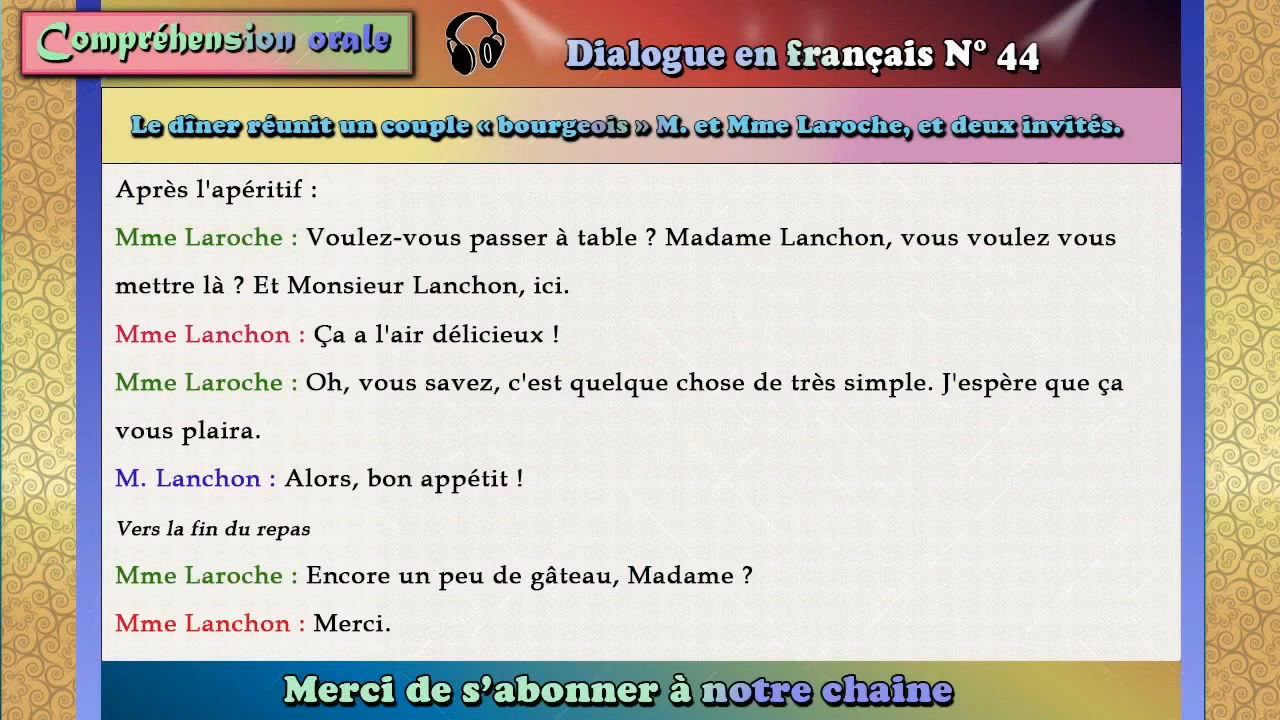 Compréhension orale
Dialogue en français N° 44
Le dîner réunit un couple « bourgeois » M. et Mme Laroche, et deux invités.
Après l'apéritif :
Mme Laroche : Voulez-vous passer à table ? Madame Lanchon, vous voulez vous
mettre là ? Et Monsieur Lanchon, ici.
Mme Lanchon : Ça a l'air délicieux !
Mme Laroche : Oh, vous savez, c'est quelque chose de très simple. J'espère que ça
vous plaira.
M. Lanchon : Alors, bon appétit !
Vers la fin du repas
Mme Laroche : Encore un peu de gâteau, Madame ?
Mme Lanchon : Merci.
Merci de s’abonner à notre chaine